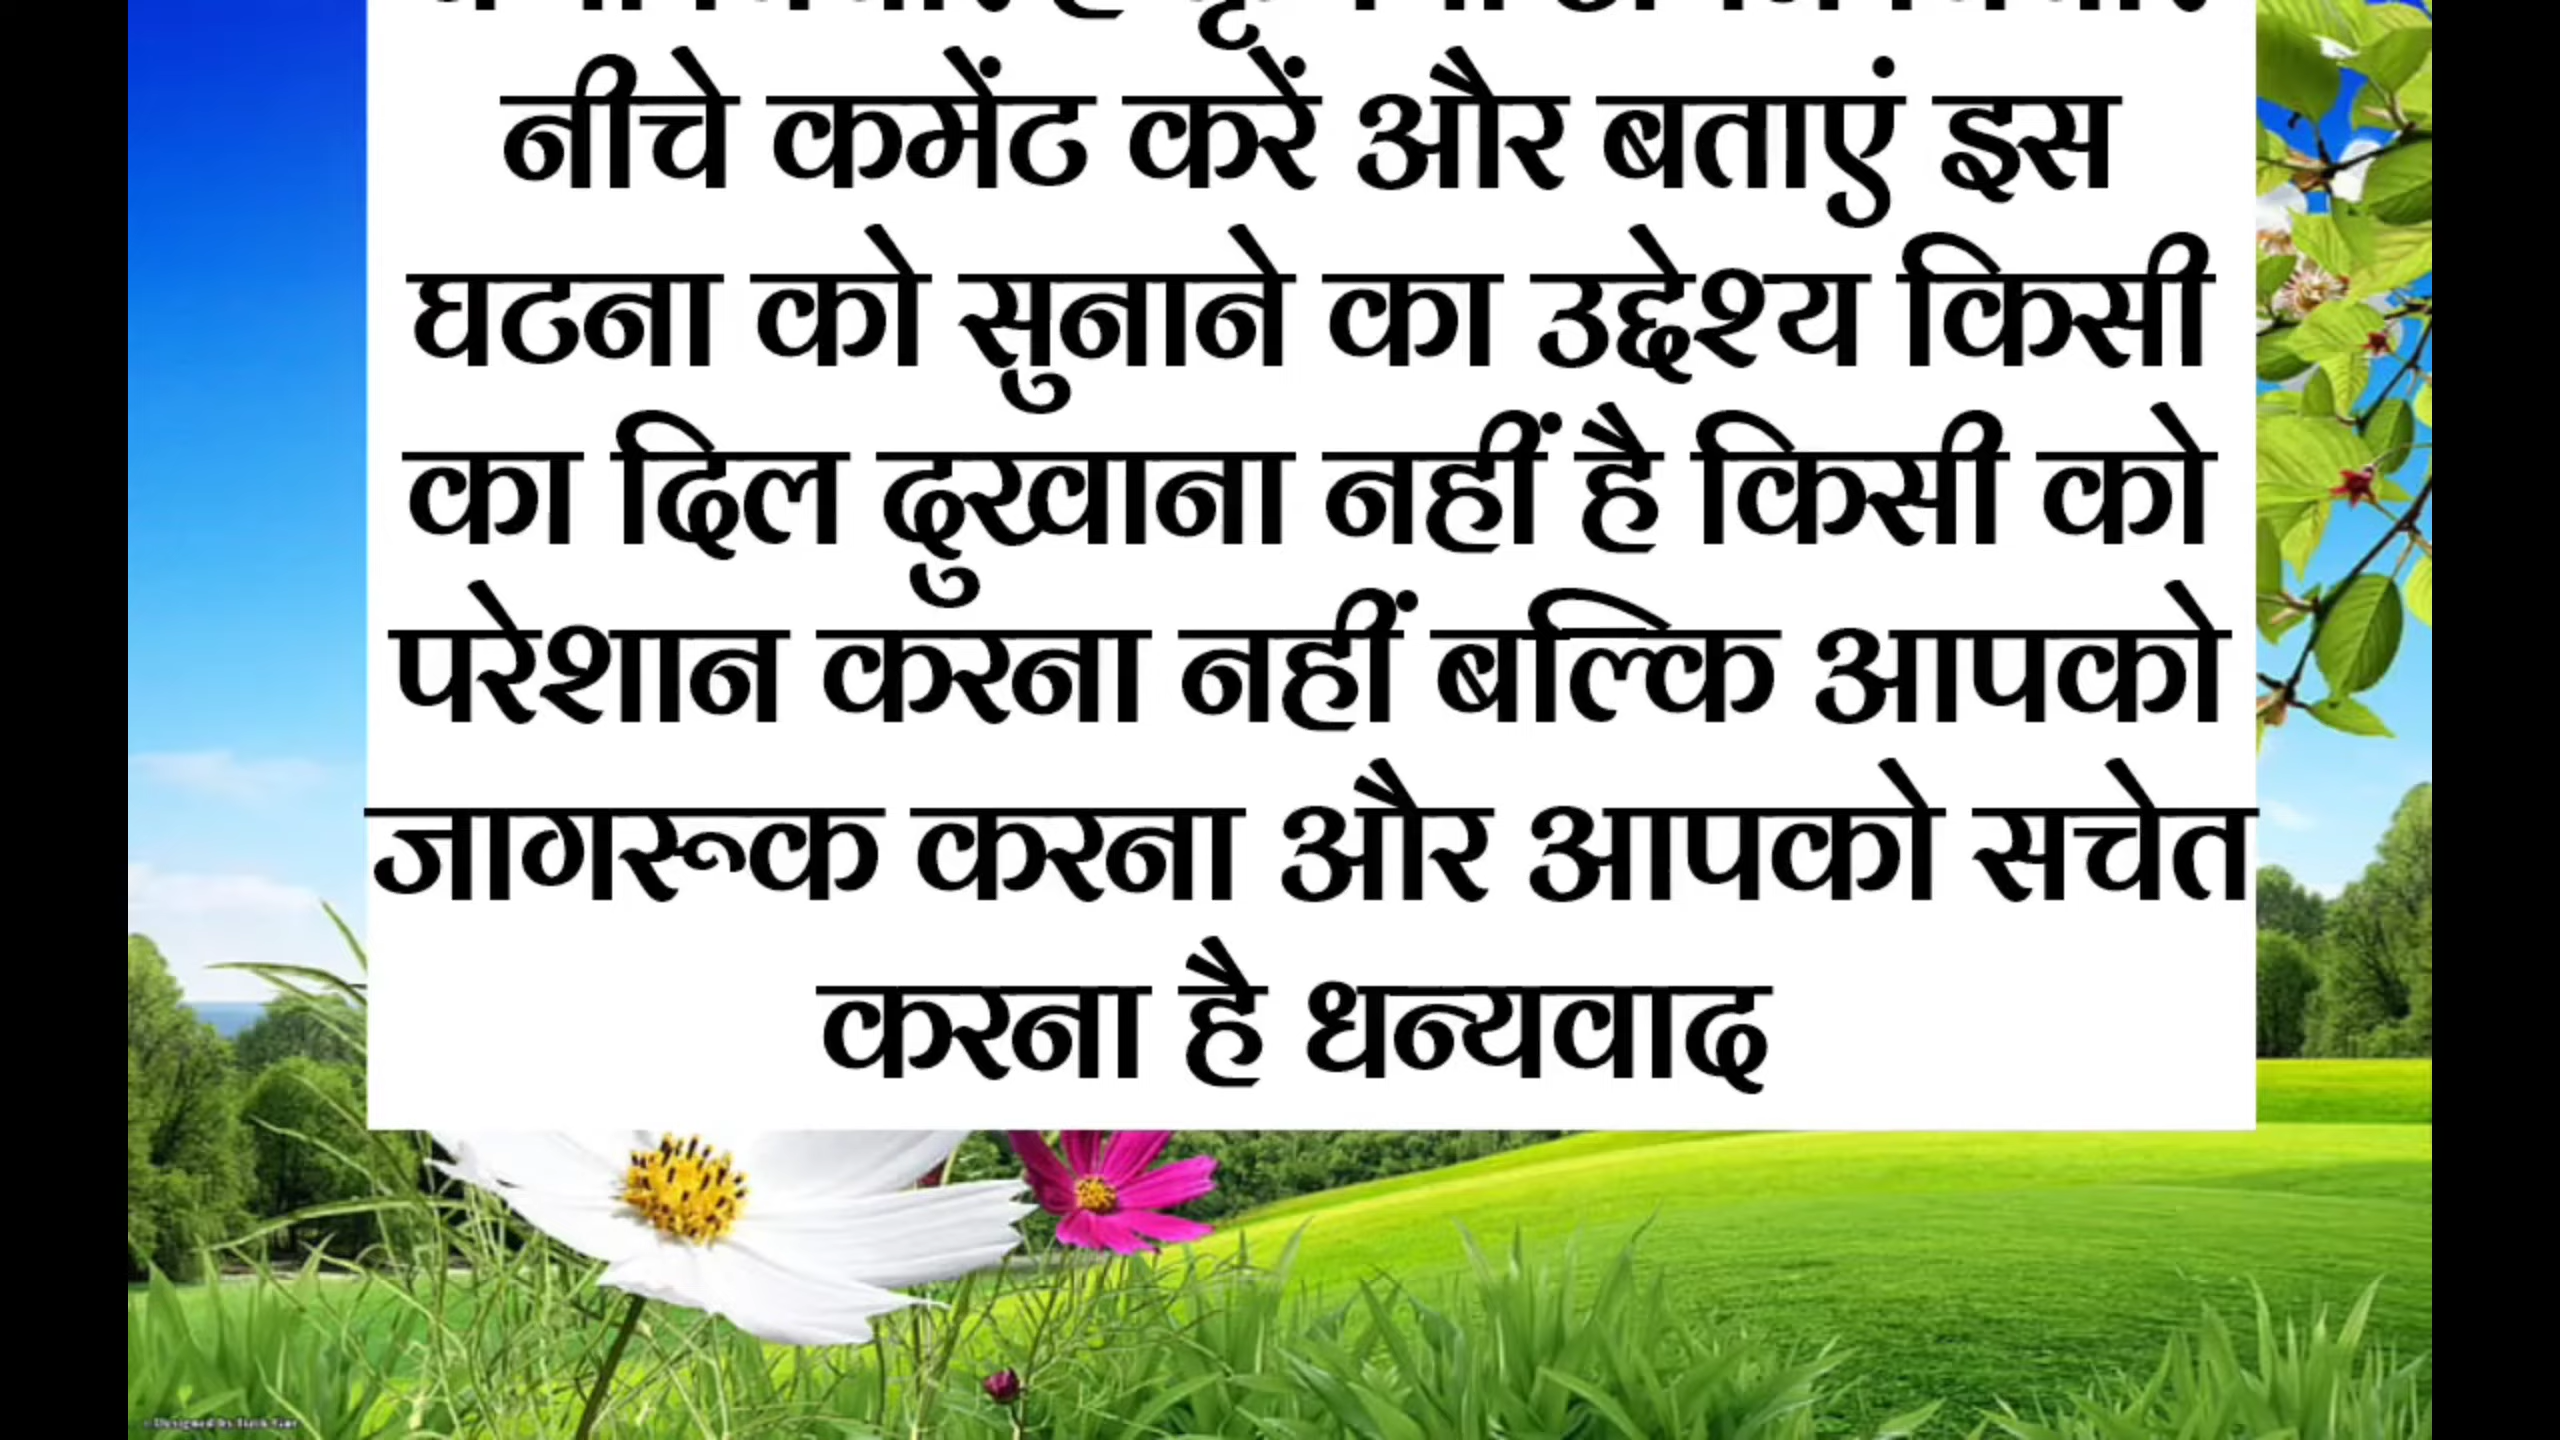 नीचे कमेंट करें और बताएं इस
घटना को सुनाने का उद्देश्य किसी
का दिल दुखाना नहीं है किसी को
परेशान करना नहीं बल्कि आपको
जागरूक करना और आपको सचेत
करना है धन्यवाद